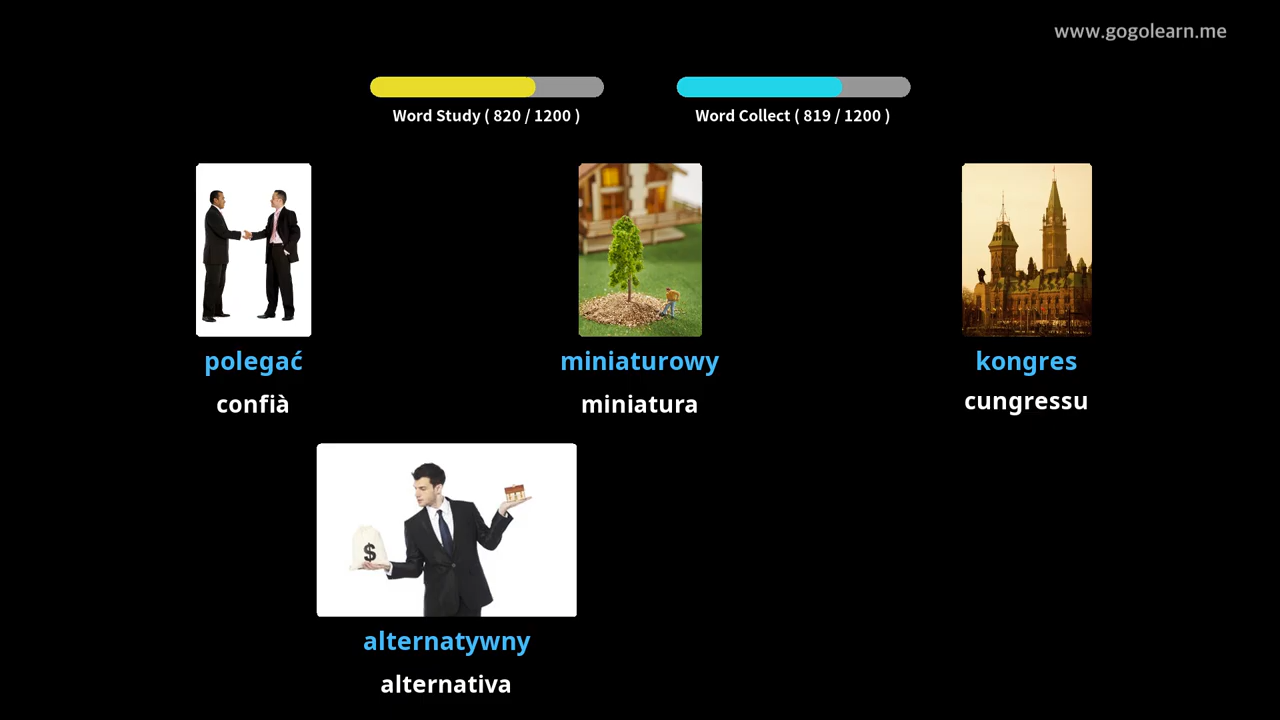 www.gogolearn.me
Word Study ( 820 / 1200 )
Word Collect ( 819 / 1200 )
polegać
confià
miniaturowy
miniatura
kongres
cungressu
$
alternatywny
alternativa